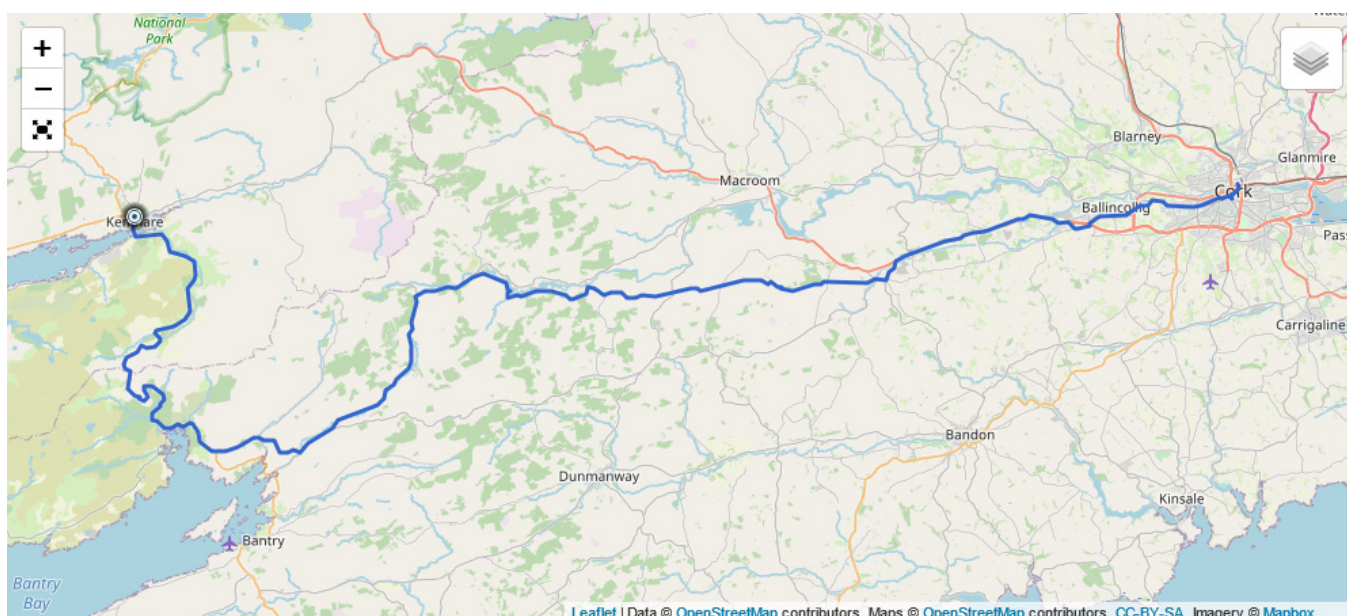 National
Park
+
−
Blarney
Glanmire
Macroom
Cork
Ballincollig
Kenmare
Carrigaline
Bandon
Dunmanway
Kinsale
Bantry
Bantry
Bay
Leaflet | Data © OpenStreetMap contributors, Maps © OpenStreetMap contributors, CC-BY-SA, Imagery © Mapbox